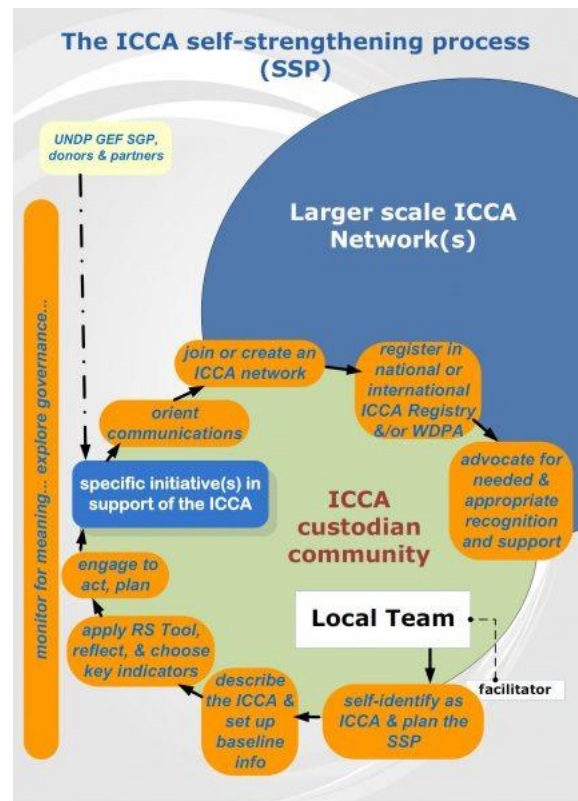 The ICCA self-strengthening process
(SSP)
UNDP GEF SGP,
donors & partners
Larger scale ICCA
Network(s)
monitor for meaning... explore governance...
join or create an
ICCA network
register in
national or
international
ICCA Registry
&/or WDPA
orient
communications
advocate for
needed &
appropriate
recognition
and support
specific initiative(s) in
support of the ICCA
ICCA
custodian
community
engage to
act, plan
Local Team
apply RS Tool,
reflect, & choose
key indicators
facilitator
describe
the ICCA &
set up
baseline
info
self-identify as
ICCA & plan the
SSP